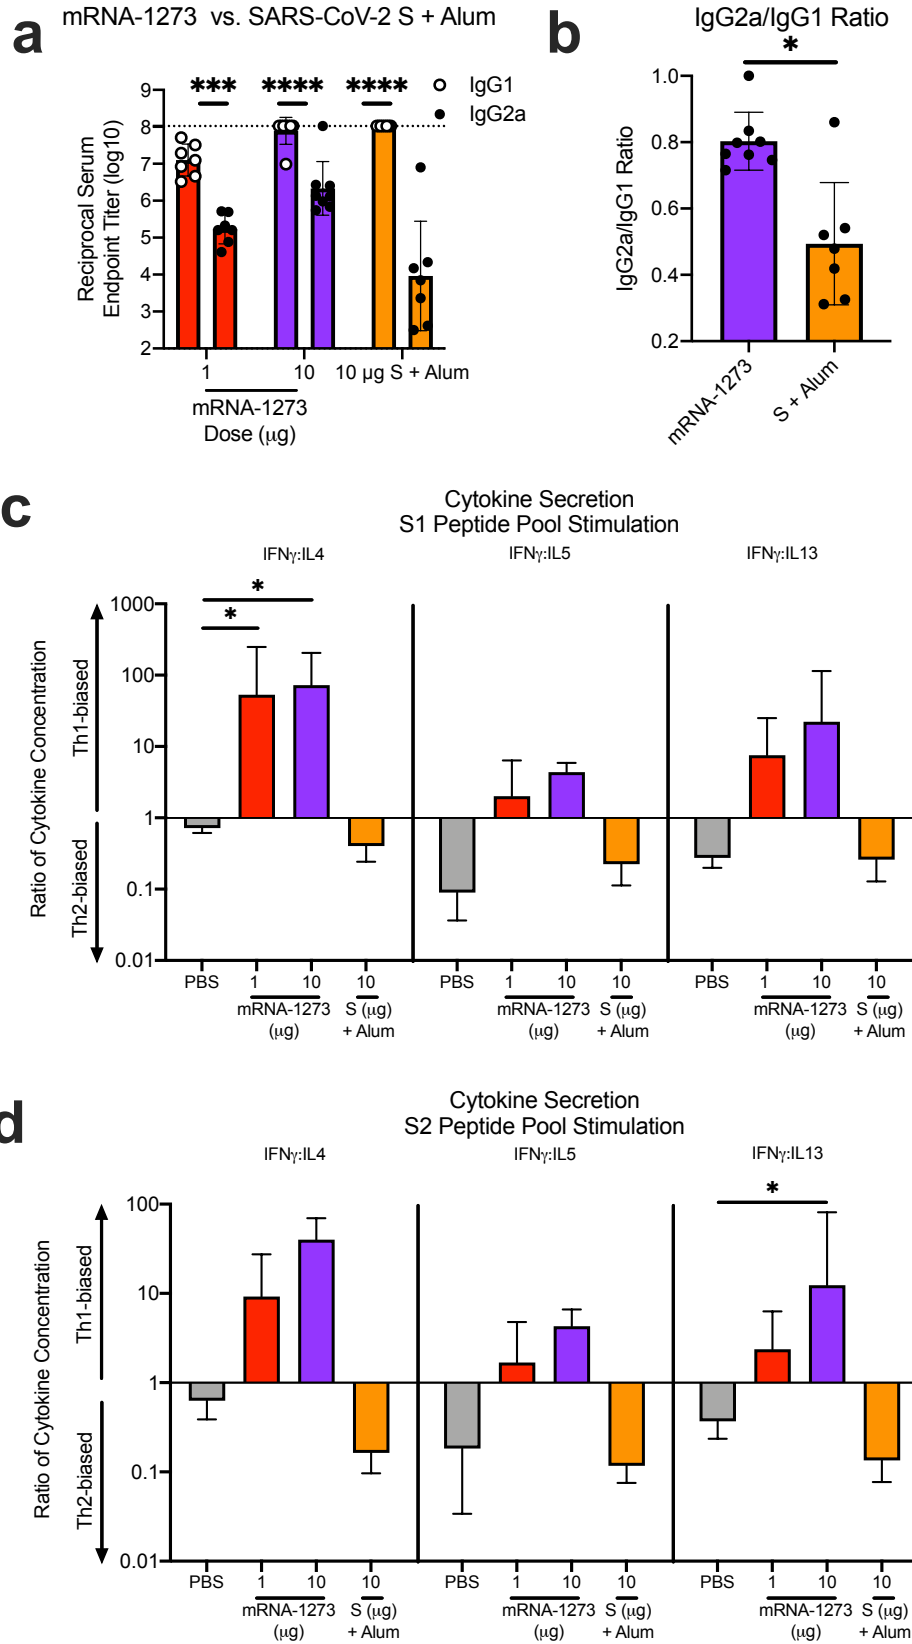 a
mRNA-1273 vs. SARS-CoV-2 S + Alum
*** **** ****
IgG1
IgG2a
Reciprocal Serum
Endpoint Titer (log10)
9
8
7
6
5
4
3
2
1 10 10 µg S + Alum
mRNA-1273
Dose (µg)
b
IgG2a/IgG1 Ratio
*
IgG2a/IgG1 Ratio
1.0
0.8
0.6
0.4
0.2
mRNA-1273
S + Alum
c
Cytokine Secretion
S1 Peptide Pool Stimulation
IFNγ:IL4 IFNγ:IL5 IFNγ:IL13
*
*
Ratio of Cytokine Concentration
Th1-biased
Th2-biased
1000
100
10
1
0.1
0.01
PBS 1 10 10 PBS 1 10 10 PBS 1 10 10
mRNA-1273 S (µg) mRNA-1273 S (µg) mRNA-1273 S (µg)
(µg) + Alum (µg) + Alum (µg) + Alum
d
Cytokine Secretion
S2 Peptide Pool Stimulation
IFNγ:IL4 IFNγ:IL5 IFNγ:IL13
*
Ratio of Cytokine Concentration
Th1-biased
Th2-biased
100
10
1
0.1
0.01
PBS 1 10 10 PBS 1 10 10 PBS 1 10 10
mRNA-1273 S (µg) mRNA-1273 S (µg) mRNA-1273 S (µg)
(µg) + Alum (µg) + Alum (µg) + Alum